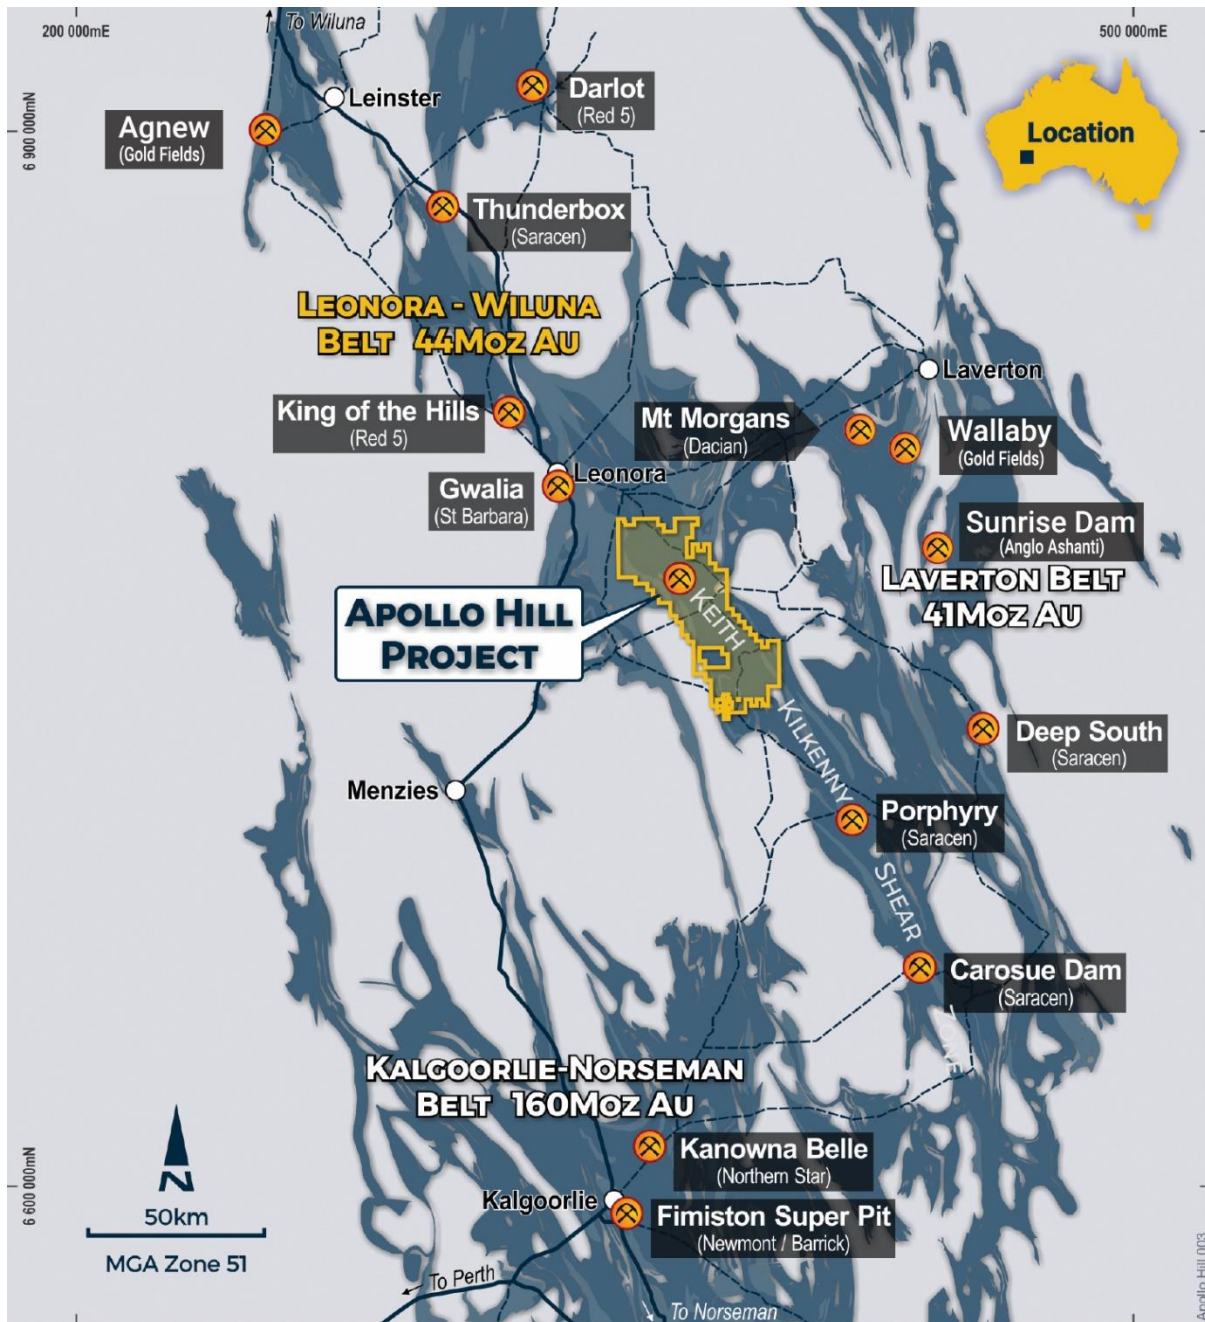 200 000mE
500 000mE
To Wiluna
6 900 000mN
Leinster
Darlot
(Red 5)
Agnew
(Gold Fields)
Location
Thunderbox
(Saracen)
LEONORA - WILUNA
BELT 44MOZ AU
Laverton
King of the Hills
(Red 5)
Mt Morgans
(Dacian)
Wallaby
(Gold Fields)
Leonora
Gwalia
(St Barbara)
Sunrise Dam
(Anglo Ashanti)
LAVERTON BELT
41MOZ AU
APOLLO HILL
PROJECT
KEITH
KILKENNY
SHEAR
ZONE
Deep South
(Saracen)
Menzies
Porphyry
(Saracen)
Carosue Dam
(Saracen)
KALGOORLIE-NORSEMAN
BELT 160MOZ AU
Kanowna Belle
(Northern Star)
6 600 000mN
Kalgoorlie
Fimiston Super Pit
(Newmont / Barrick)
N
50km
MGA Zone 51
To Perth
To Norseman
Apollo Hill 003